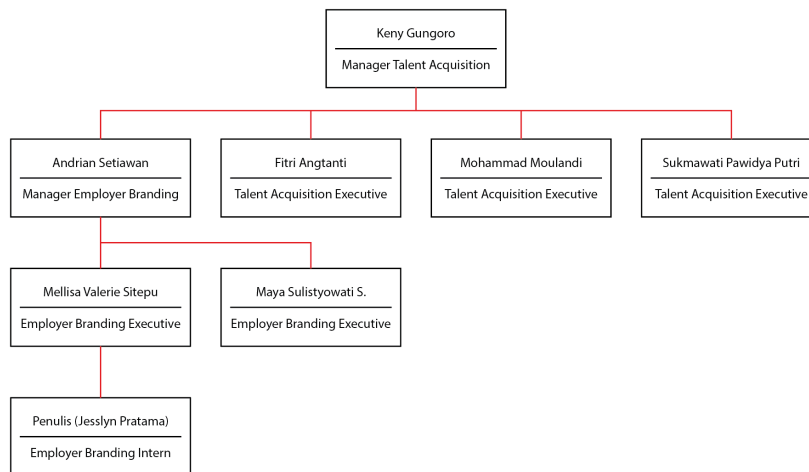 Keny Gungoro
Manager Talent Acquisition
Andrian Setiawan
Manager Employer Branding
Fitri Angtanti
Talent Acquisition Executive
Mohammad Moulandi
Talent Acquisition Executive
Sukmawati Pawidya Putri
Talent Acquisition Executive
Mellisa Valerie Sitepu
Employer Branding Executive
Maya Sulistyowati S.
Employer Branding Executive
Penulis (Jesslyn Pratama)
Employer Branding Intern